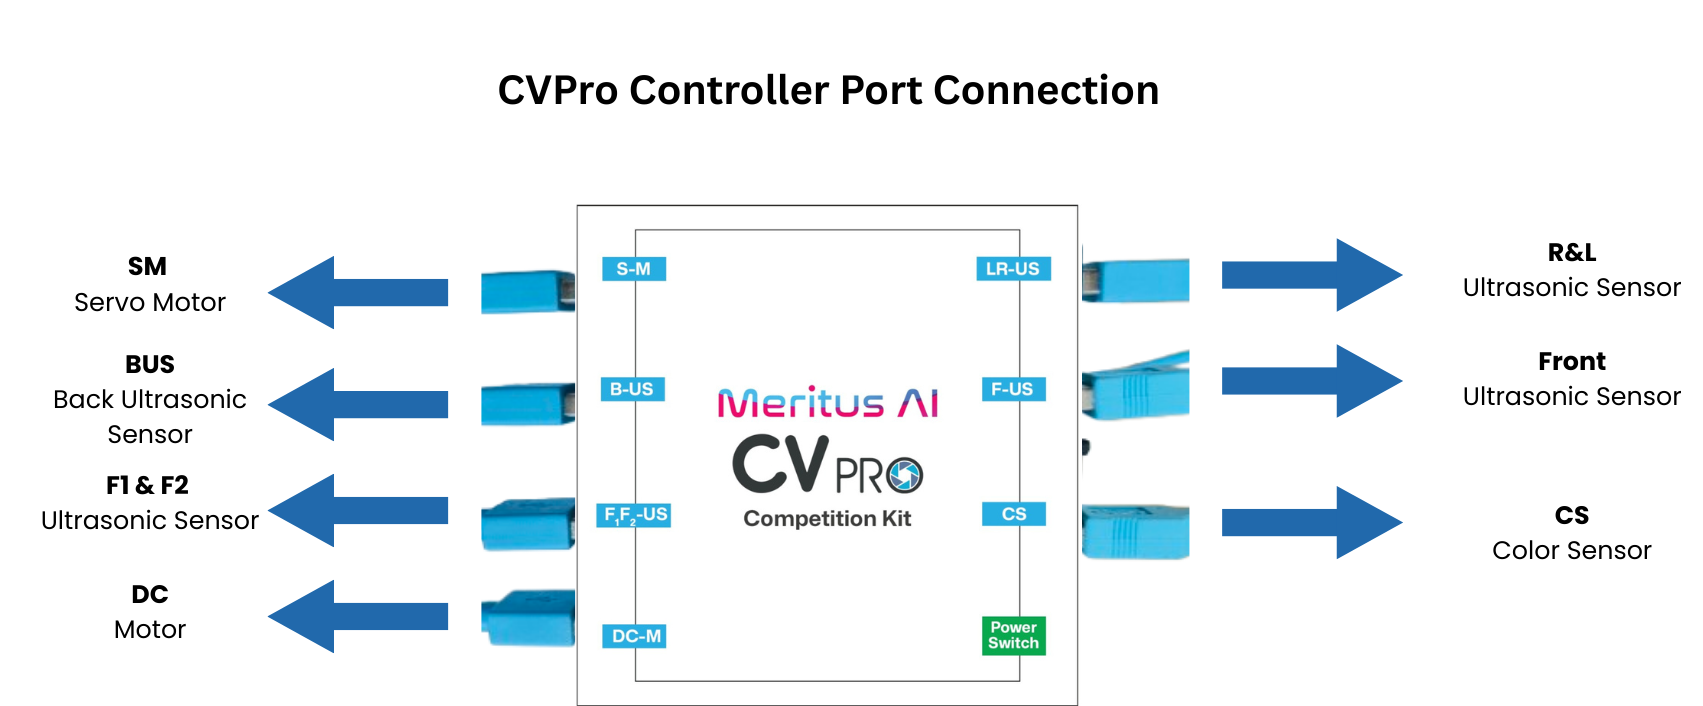 CVPro Controller Port Connection
SM
Servo Motor
BUS
Back Ultrasonic
Sensor
F1 & F2
Ultrasonic Sensor
DC
Motor
S-M
B-US
F₁F₂-US
DC-M
Meritus AI
CV PRO
Competition Kit
LR-US
F-US
CS
Power
Switch
R&L
Ultrasonic Sensor
Front
Ultrasonic Sensor
CS
Color Sensor